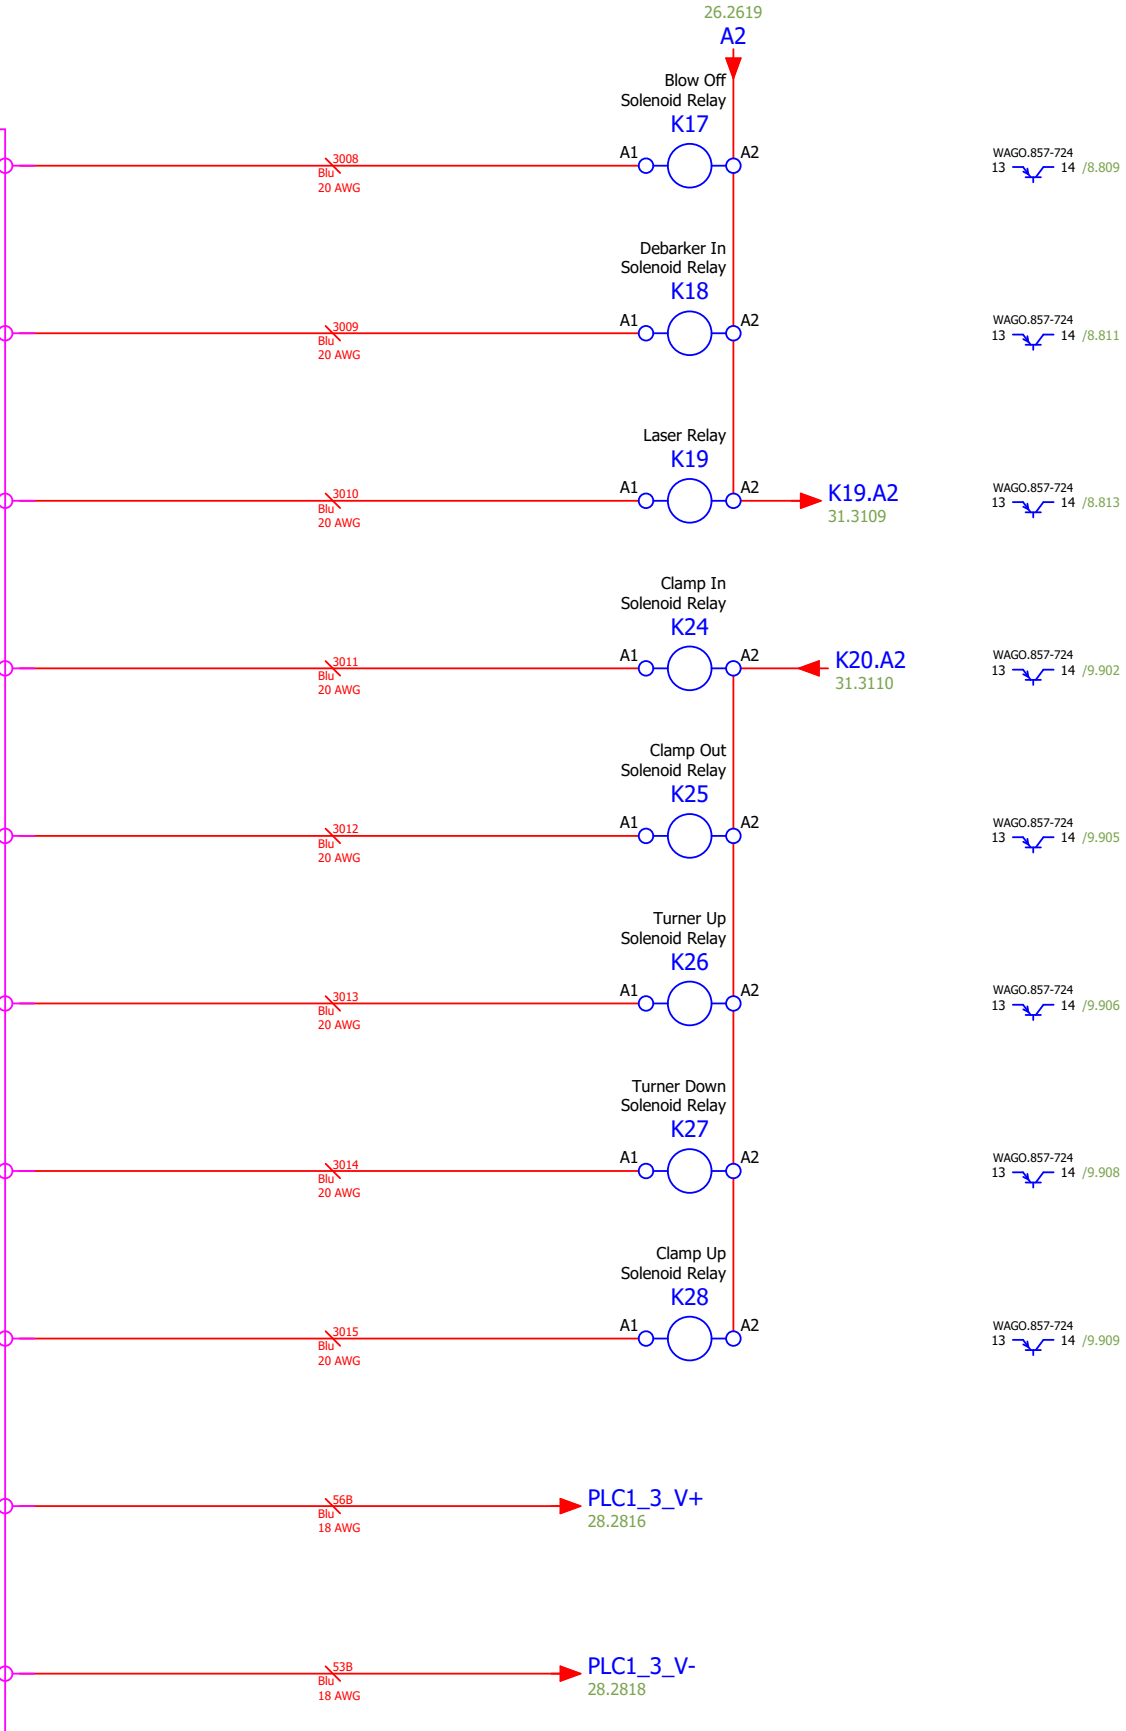 26.2619
A2
Blow Off
Solenoid Relay
K17
A1
A2
3008
Blu
20 AWG
WAGO.857-724
13
14 /8.809
Debarker In
Solenoid Relay
K18
A1
A2
3009
Blu
20 AWG
WAGO.857-724
13
14 /8.811
Laser Relay
K19
A1
A2
3010
Blu
20 AWG
K19.A2
31.3109
WAGO.857-724
13
14 /8.813
Clamp In
Solenoid Relay
K24
A1
A2
3011
Blu
20 AWG
K20.A2
31.3110
WAGO.857-724
13
14 /9.902
Clamp Out
Solenoid Relay
K25
A1
A2
3012
Blu
20 AWG
WAGO.857-724
13
14 /9.905
Turner Up
Solenoid Relay
K26
A1
A2
3013
Blu
20 AWG
WAGO.857-724
13
14 /9.906
Turner Down
Solenoid Relay
K27
A1
A2
3014
Blu
20 AWG
WAGO.857-724
13
14 /9.908
Clamp Up
Solenoid Relay
K28
A1
A2
3015
Blu
20 AWG
WAGO.857-724
13
14 /9.909
56B
Blu
18 AWG
PLC1_3_V+
28.2816
53B
Blu
18 AWG
PLC1_3_V-
28.2818